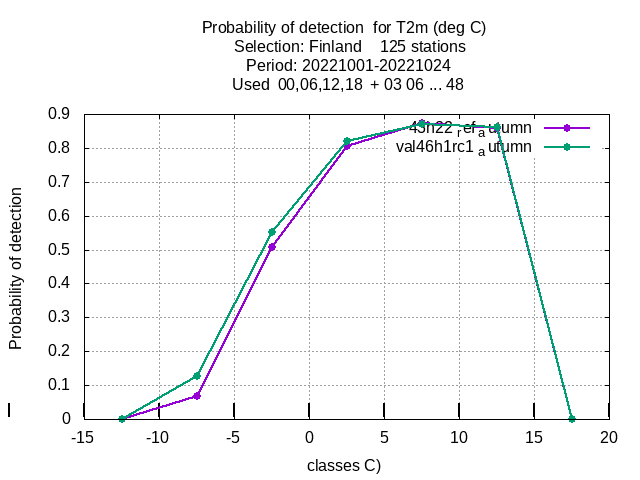 Probability of detection for T2m (deg C)
Selection: Finland 125 stations
Period: 20221001-20221024
Used 00,06,12,18 + 03 06 ... 48
0.9
0.8
0.7
0.6
0.5
0.4
0.3
0.2
0.1
0
Probability of detection
43h22_ref_autumn
val46h1rc1_autumn
-15 -10 -5 0 5 10 15 20
classes C)